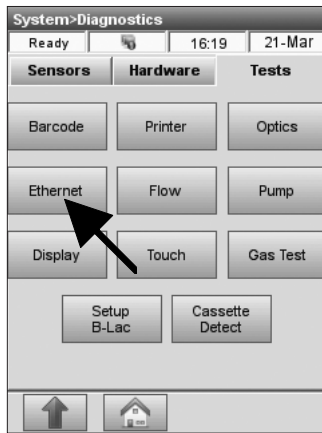 System>Diagnostics
Ready 16:19 21-Mar
Sensors Hardware Tests
Barcode Printer Optics
Ethernet Flow Pump
Display Touch Gas Test
Setup B-Lac Cassette Detect